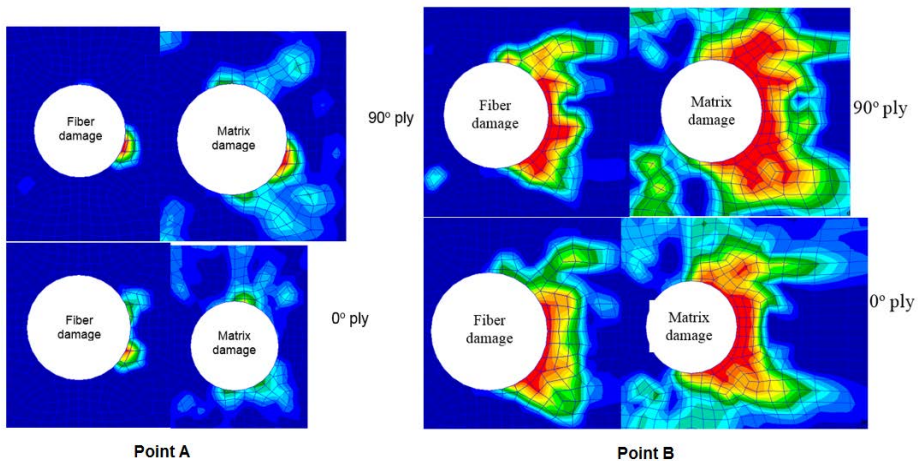 Fiber
damage
Matrix
damage
90° ply
Fiber
damage
Matrix
damage
0° ply
Point A
Fiber
damage
Matrix
damage
90° ply
Fiber
damage
Matrix
damage
0° ply
Point B